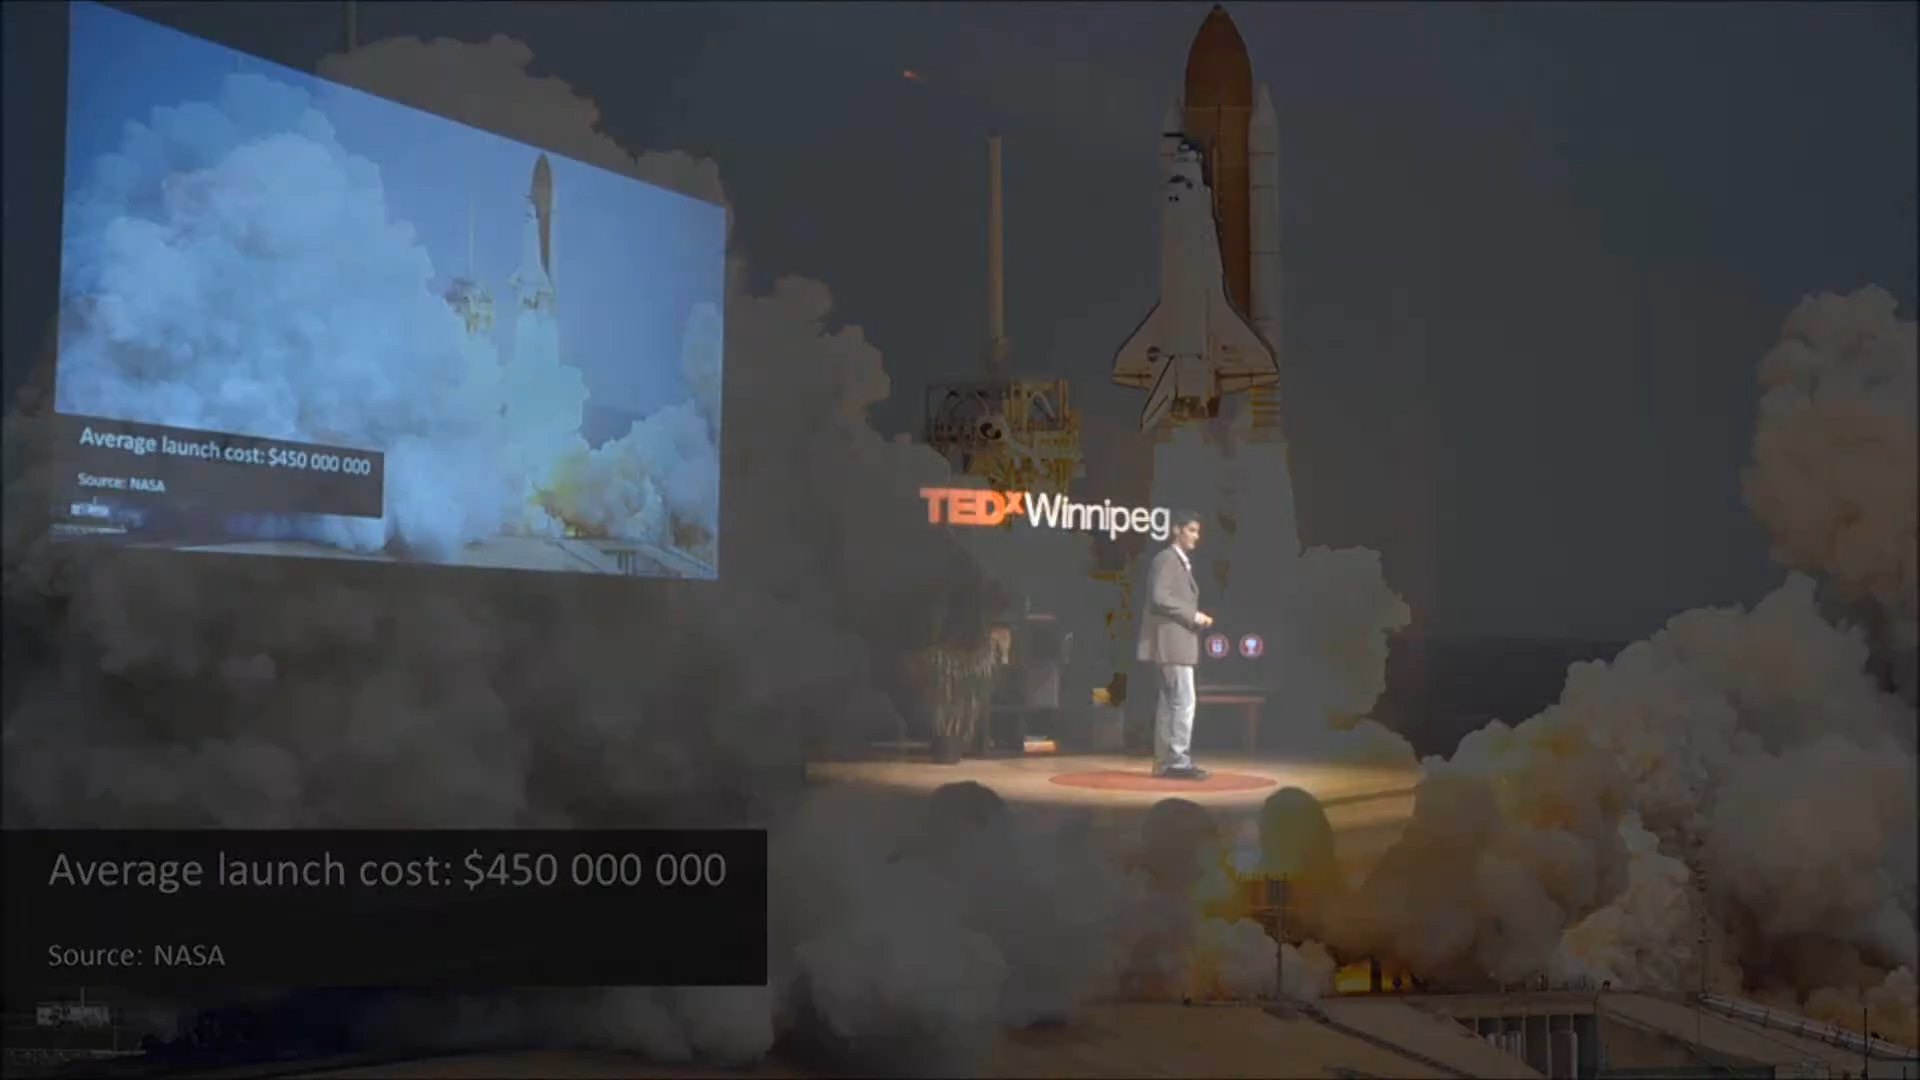 Average launch cost: $450 000 000
Source: NASA
TEDxWinnipeg
Average launch cost: $450 000 000
Source: NASA